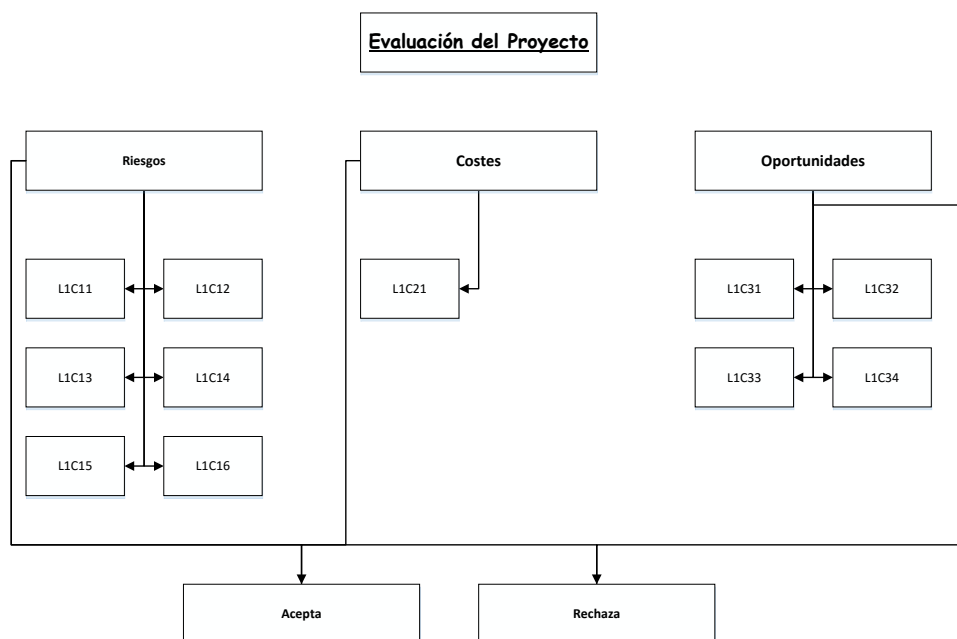 Evaluación del Proyecto
Riesgos
Costes
Oportunidades
L1C11
L1C12
L1C21
L1C31
L1C32
L1C13
L1C14
L1C33
L1C34
L1C15
L1C16
Acepta
Rechaza